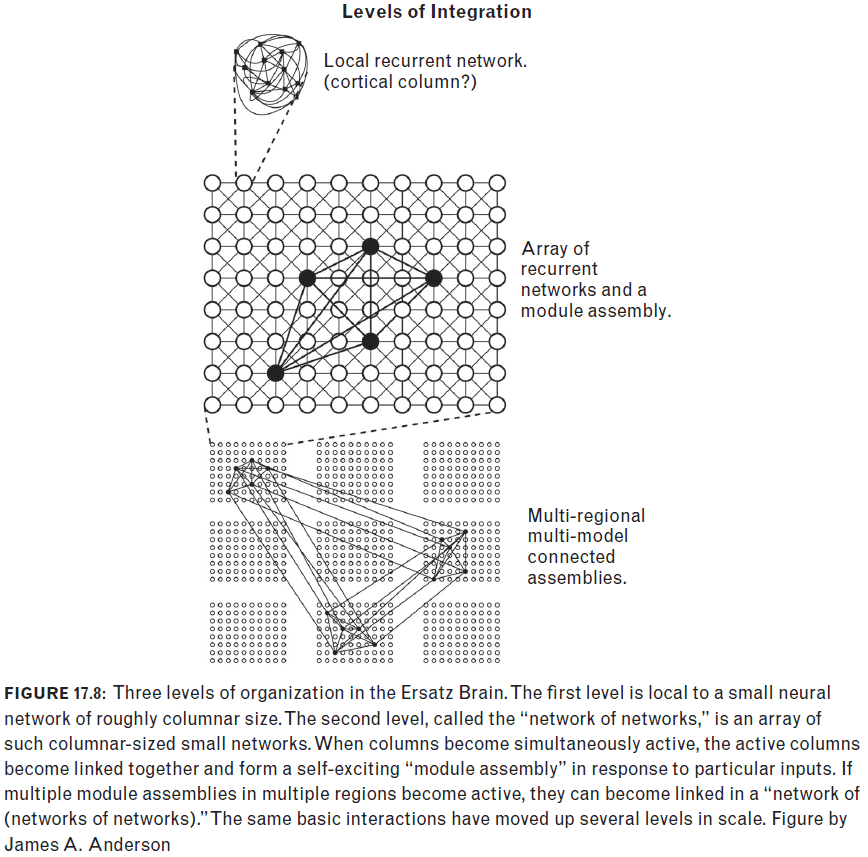 Levels of Integration
Local recurrent network.
(cortical column?)
Array of
recurrent
networks and a
module assembly.
Multi-regional
multi-model
connected
assemblies.
FIGURE 17.8: Three levels of organization in the Ersatz Brain. The first level is local to a small neural
network of roughly columnar size. The second level, called the “network of networks,” is an array of
such columnar-sized small networks. When columns become simultaneously active, the active columns
become linked together and form a self-exciting “module assembly” in response to particular inputs. If
multiple module assemblies in multiple regions become active, they can become linked in a “network of
(networks of networks).” The same basic interactions have moved up several levels in scale. Figure by
James A. Anderson